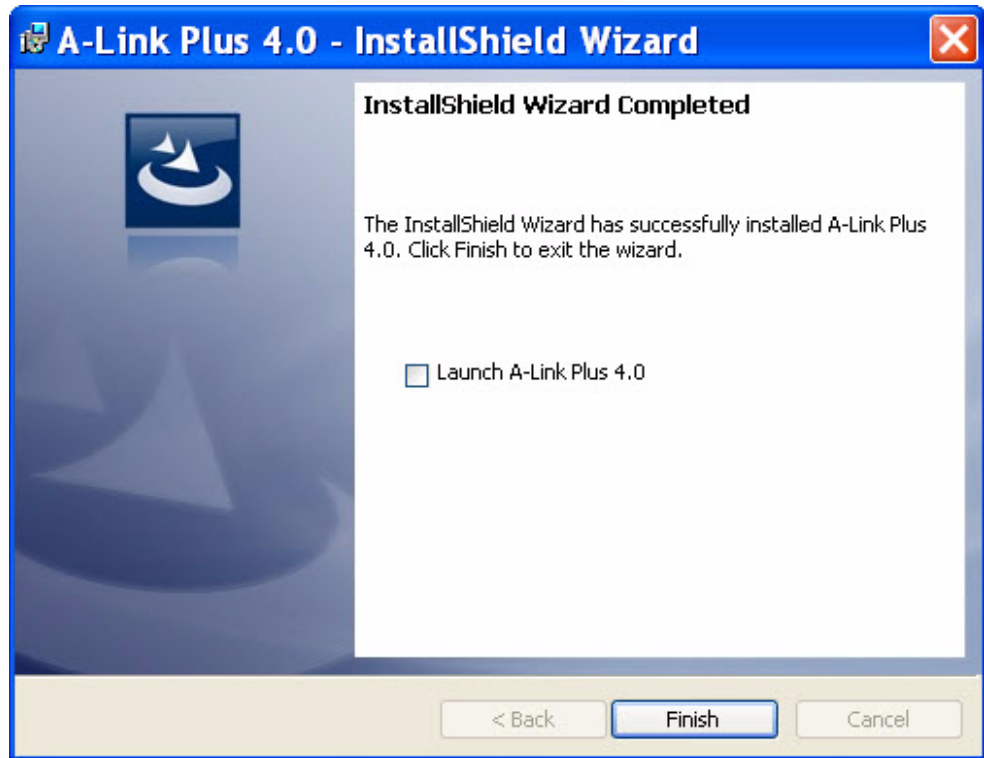 A-Link Plus 4.0 - InstallShield Wizard
InstallShield Wizard Completed
The InstallShield Wizard has successfully installed A-Link Plus
4.0. Click Finish to exit the wizard.
Launch A-Link Plus 4.0
< Back
Finish
Cancel